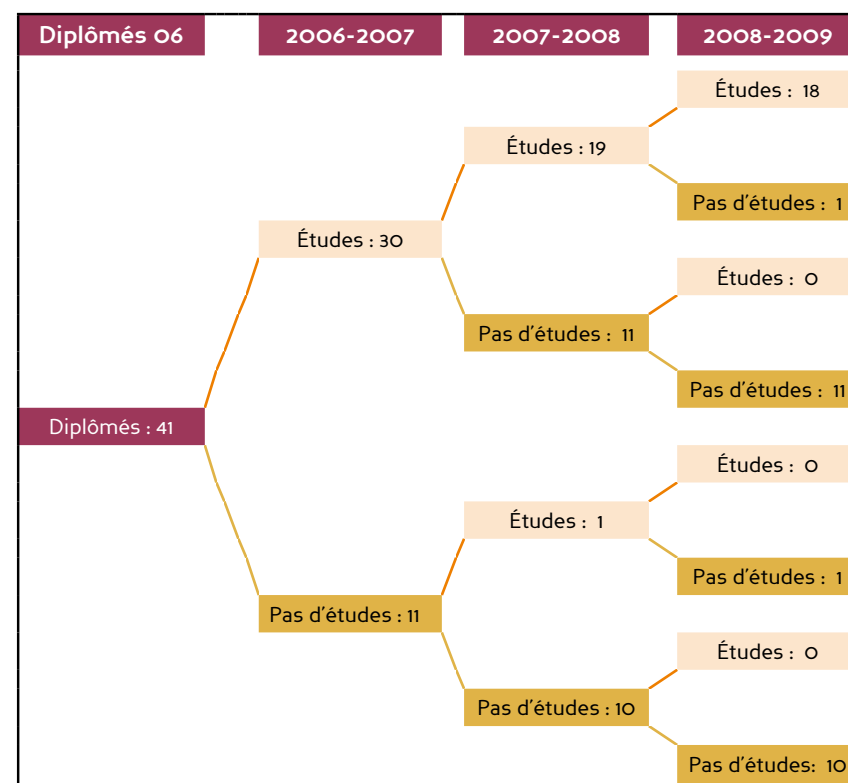 Diplômés 06
2006-2007
2007-2008
2008-2009
Études : 18
Études : 19
Pas d'études : 1
Études : 30
Études : 0
Pas d'études : 11
Pas d'études : 11
Diplômés : 41
Études : 0
Études : 1
Pas d'études : 1
Pas d'études : 11
Études : 0
Pas d'études : 10
Pas d'études: 10